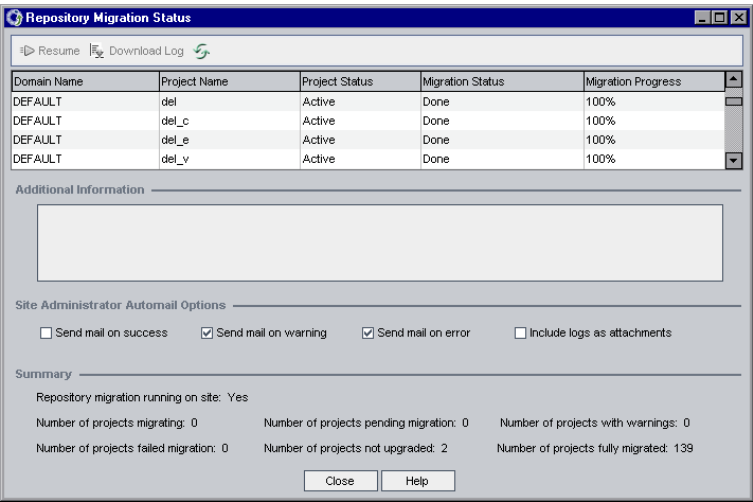 Repository Migration Status
Resume Download Log
Domain Name Project Name Project Status Migration Status Migration Progress
DEFAULT del Active Done 100%
DEFAULT del_c Active Done 100%
DEFAULT del_e Active Done 100%
DEFAULT del_v Active Done 100%
Additional Information
Site Administrator Automail Options
Send mail on success Send mail on warning Send mail on error Include logs as attachments
Summary
Repository migration running on site: Yes
Number of projects migrating: 0 Number of projects pending migration: 0 Number of projects with warnings: 0
Number of projects failed migration: 0 Number of projects not upgraded: 2 Number of projects fully migrated: 139
Close Help